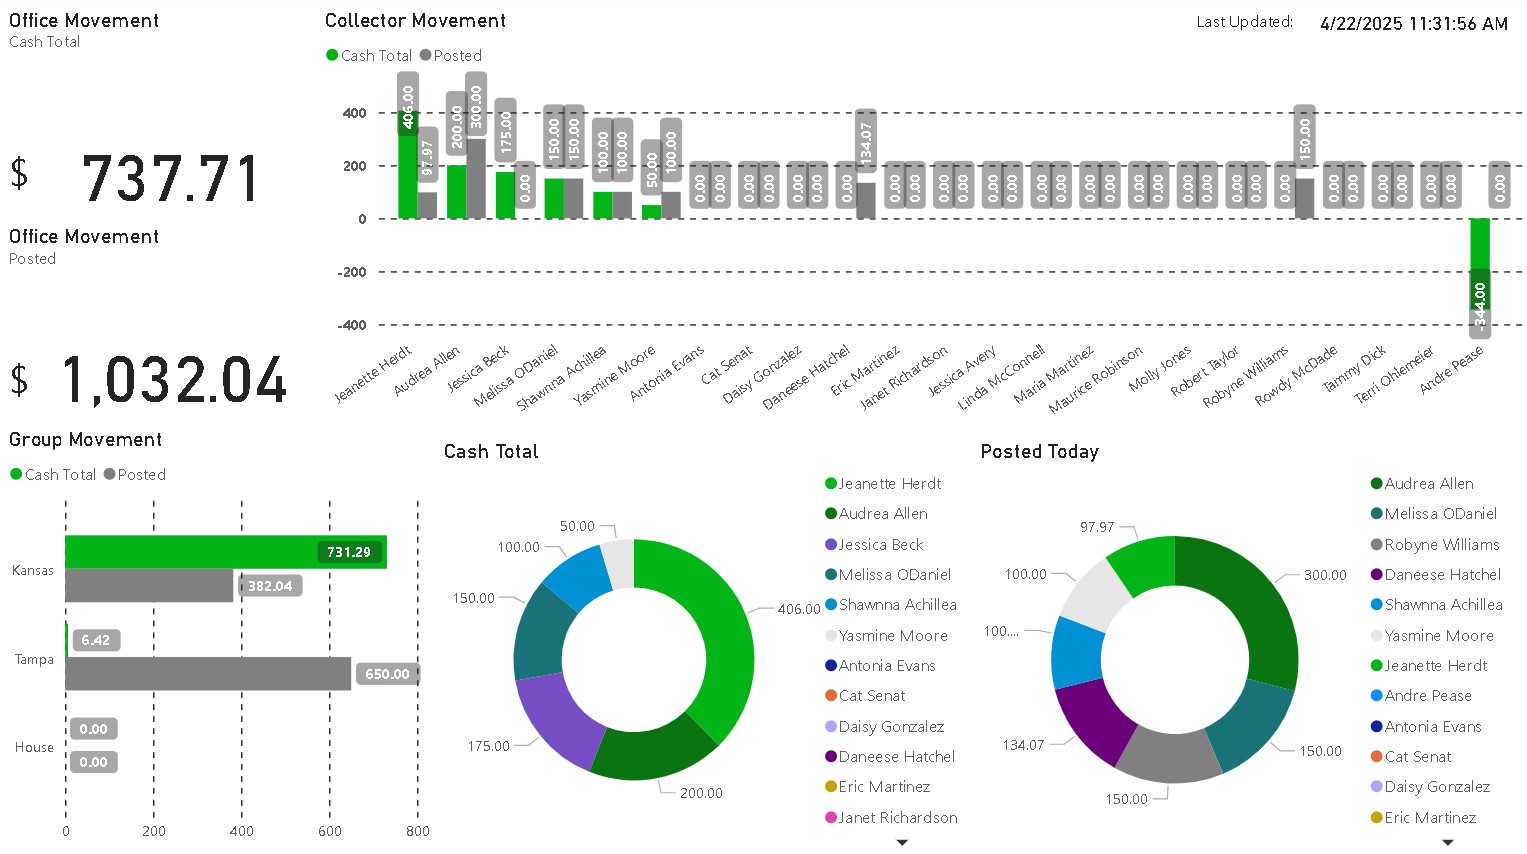 Office Movement
Cash Total
$ 737.71
Office Movement
Posted
$ 1,032.04
Collector Movement
Last Updated: 4/22/2025 11:31:56 AM
Cash Total Posted
400
200
0
-200
-400
406.00 97.97 200.00 300.00 175.00 0.00 150.00 150.00 100.00 100.00 50.00 100.00 0.00 0.00 0.00 0.00 0.00 0.00 0.00 134.07 0.00 0.00 0.00 0.00 0.00 0.00 0.00 0.00 0.00 0.00 0.00 0.00 0.00 0.00 0.00 0.00 0.00 150.00 0.00 0.00 0.00 0.00 0.00 0.00 -344.00 0.00
Jeanette Herdt
Audrea Allen
Jessica Beck
Melissa ODaniel
Shawnna Achillea
Yasmine Moore
Antonia Evans
Cat Senat
Daisy Gonzalez
Daneese Hatchel
Eric Martinez
Janet Richardson
Jessica Avery
Linda McConnell
Maria Martinez
Maurice Robinson
Molly Jones
Robert Taylor
Robyne Williams
Rowdy McDade
Tammy Dick
Terri Ohlemeier
Andre Pease
Group Movement
Cash Total Posted
Kansas
731.29
382.04
Tampa
6.42
650.00
House
0.00
0.00
0 200 400 600 800
Cash Total
50.00
100.00
150.00
175.00
200.00
406.00
Jeanette Herdt
Audrea Allen
Jessica Beck
Melissa ODaniel
Shawnna Achillea
Yasmine Moore
Antonia Evans
Cat Senat
Daisy Gonzalez
Daneese Hatchel
Eric Martinez
Janet Richardson
Posted Today
97.97
100.00
100....
134.07
150.00
150.00
300.00
Audrea Allen
Melissa ODaniel
Robyne Williams
Daneese Hatchel
Shawnna Achillea
Yasmine Moore
Jeanette Herdt
Andre Pease
Antonia Evans
Cat Senat
Daisy Gonzalez
Eric Martinez